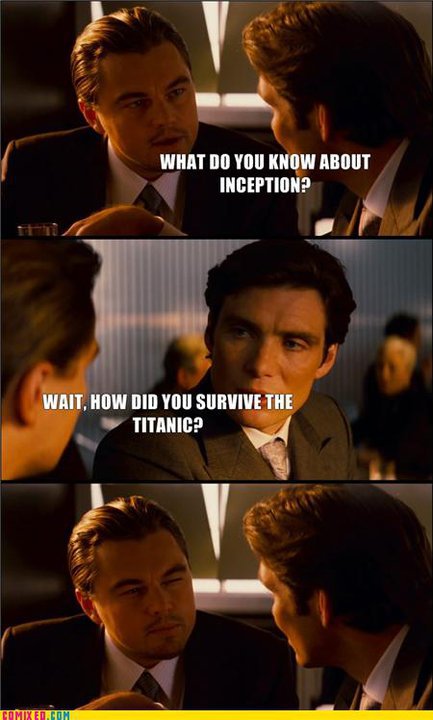 WHAT DO YOU KNOW ABOUT
INCEPTION?
WAIT, HOW DID YOU SURVIVE THE
TITANIC?
COMIXED.COM